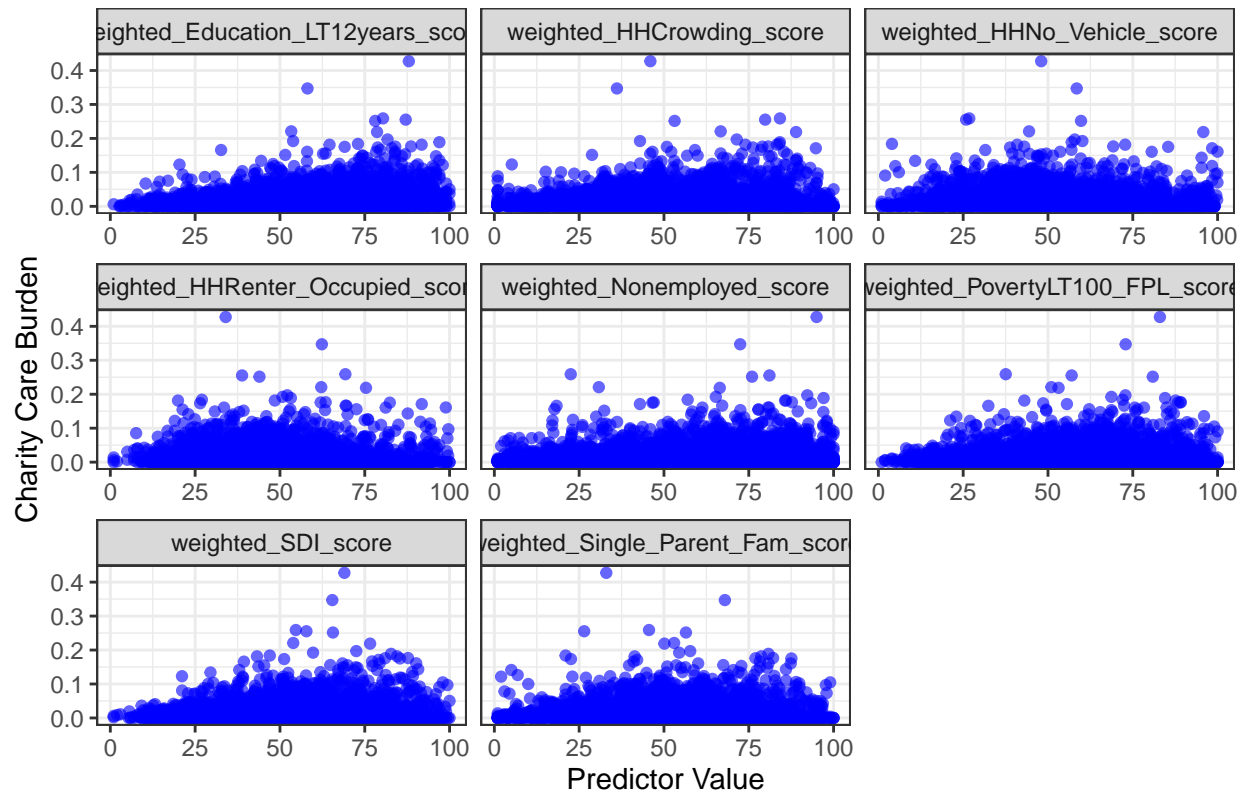 eighted_Education_LT12years_sco
weighted_HHCrowding_score
weighted_HHNo_Vehicle_score
0.4
0.3
0.2
0.1
0.0
0 25 50 75 100
0 25 50 75 100
0 25 50 75 100
Charity Care Burden
eighted_HHRenter_Occupied_scor
weighted_Nonemployed_score
weighted_PovertyLT100_FPL_score
0.4
0.3
0.2
0.1
0.0
0 25 50 75 100
0 25 50 75 100
0 25 50 75 100
weighted_SDI_score
weighted_Single_Parent_Fam_score
0.4
0.3
0.2
0.1
0.0
0 25 50 75 100
0 25 50 75 100
Predictor Value